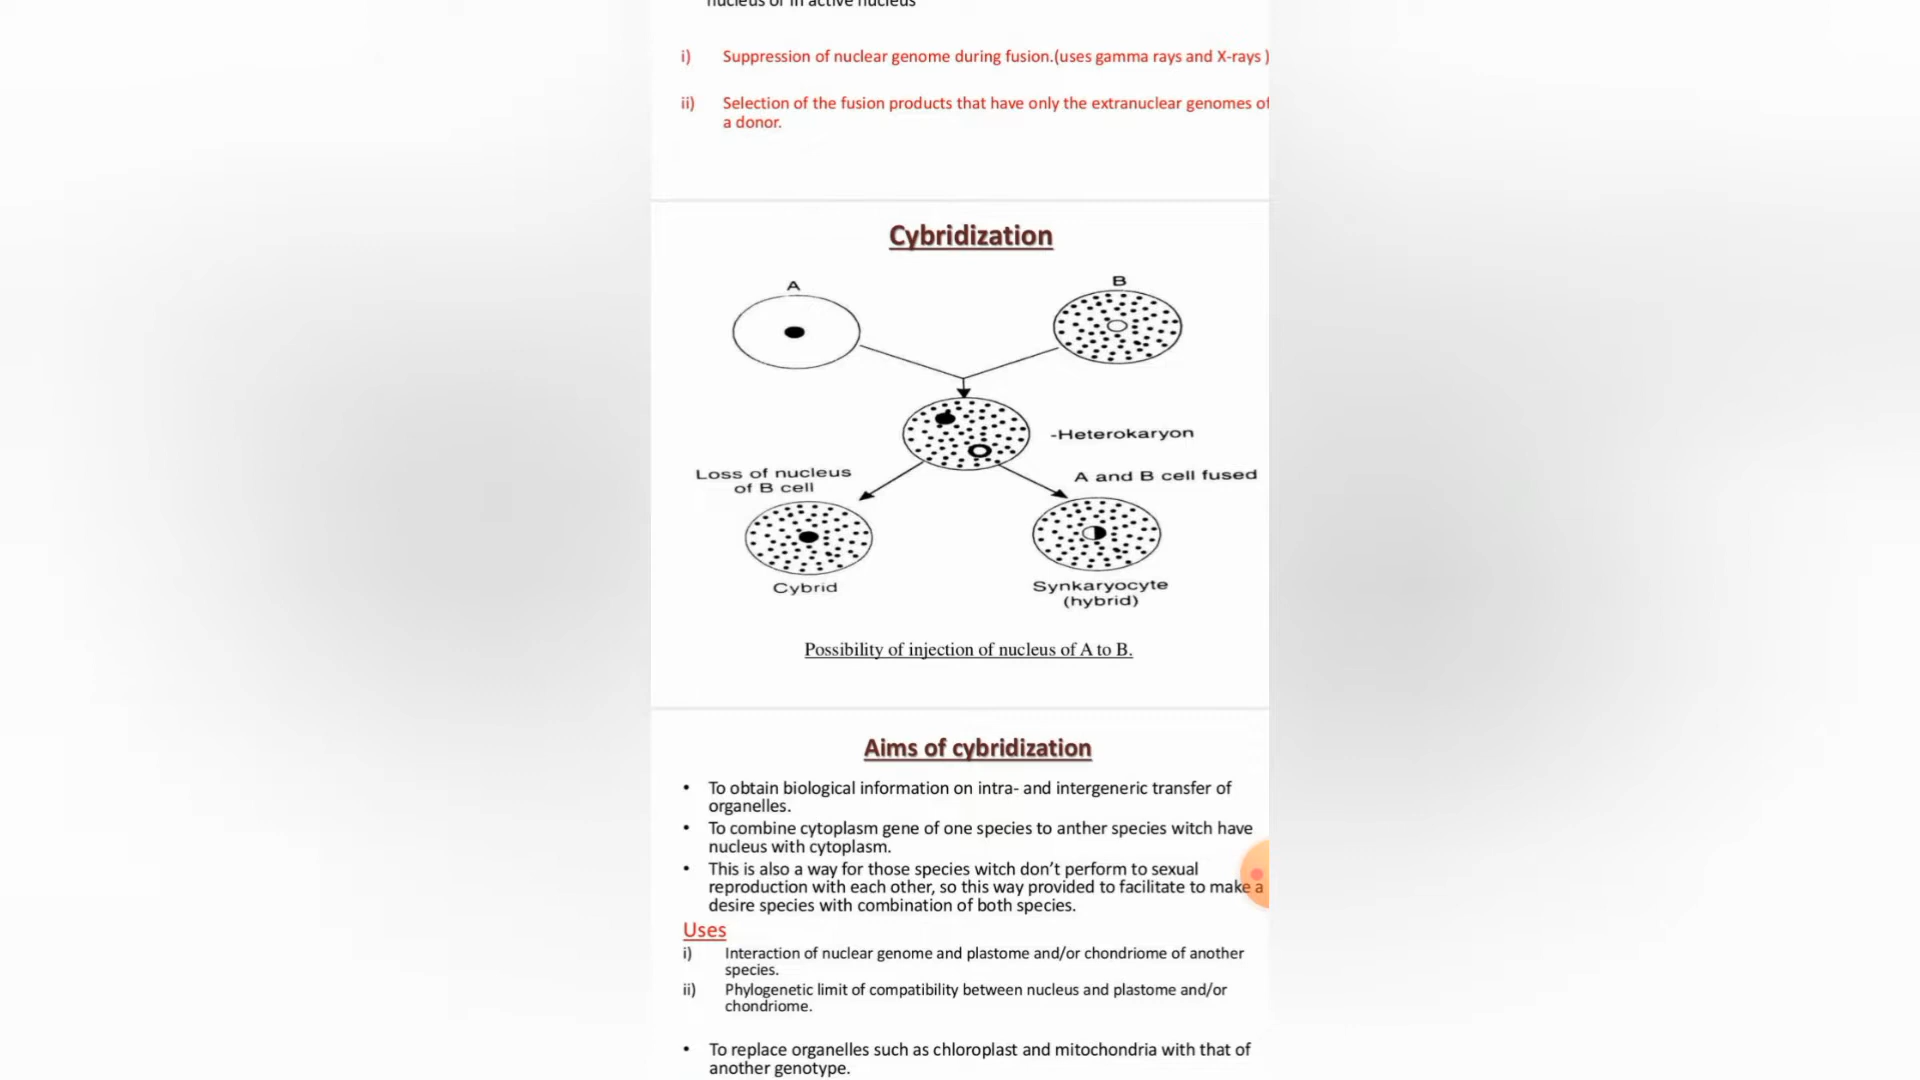 nucleus or in active nucleus
i) Suppression of nuclear genome during fusion.(uses gamma rays and X-rays )
ii) Selection of the fusion products that have only the extranuclear genomes of
a donor.
Cybridization
A
B
-Heterokaryon
Loss of nucleus
of B cell
A and B cell fused
Cybrid
Synkaryocyte
(hybrid)
Possibility of injection of nucleus of A to B.
Aims of cybridization
• To obtain biological information on intra- and intergeneric transfer of
organelles.
• To combine cytoplasm gene of one species to anther species witch have
nucleus with cytoplasm.
• This is also a way for those species witch don’t perform to sexual
reproduction with each other, so this way provided to facilitate to make a
desire species with combination of both species.
Uses
i) Interaction of nuclear genome and plastome and/or chondriome of another
species.
ii) Phylogenetic limit of compatibility between nucleus and plastome and/or
chondriome.
• To replace organelles such as chloroplast and mitochondria with that of
another genotype.